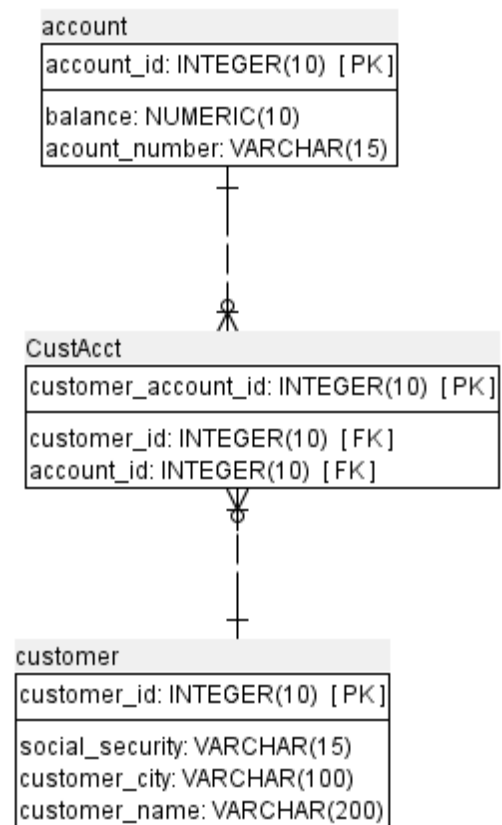 account
account_id: INTEGER(10) [PK]
balance: NUMERIC(10)
acount_number: VARCHAR(15)
CustAcct
customer_account_id: INTEGER(10) [PK]
customer_id: INTEGER(10) [FK]
account_id: INTEGER(10) [FK]
customer
customer_id: INTEGER(10) [PK]
social_security: VARCHAR(15)
customer_city: VARCHAR(100)
customer_name: VARCHAR(200)